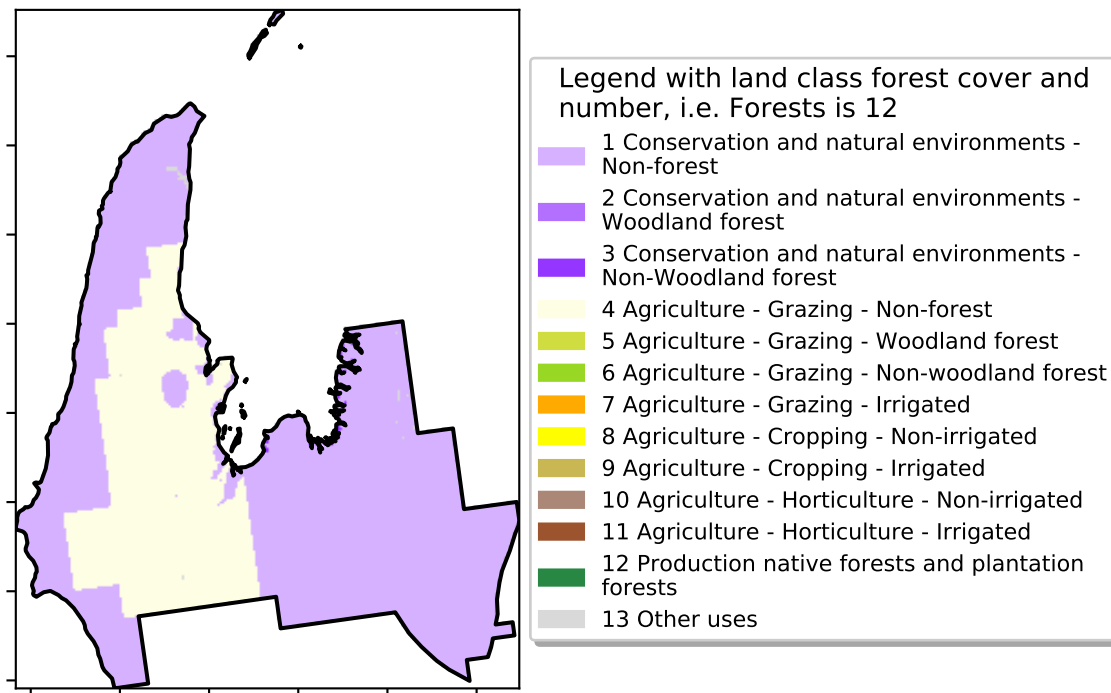 Legend with land class forest cover and
number, i.e. Forests is 12
1 Conservation and natural environments -
Non-forest
2 Conservation and natural environments -
Woodland forest
3 Conservation and natural environments -
Non-Woodland forest
4 Agriculture - Grazing - Non-forest
5 Agriculture - Grazing - Woodland forest
6 Agriculture - Grazing - Non-woodland forest
7 Agriculture - Grazing - Irrigated
8 Agriculture - Cropping - Non-irrigated
9 Agriculture - Cropping - Irrigated
10 Agriculture - Horticulture - Non-irrigated
11 Agriculture - Horticulture - Irrigated
12 Production native forests and plantation
forests
13 Other uses